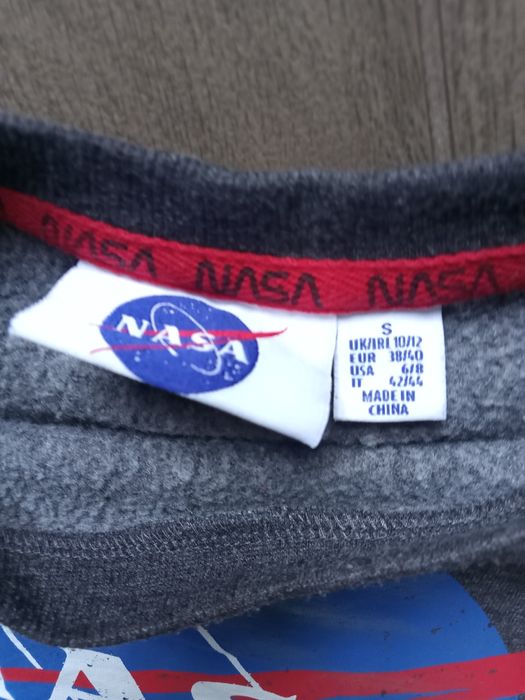 NASA NASA NASA
NASA
S
UK/IRL 10/12
EUR 38/40
USA 6/8
IT 42/44
MADE IN
CHINA
NASA